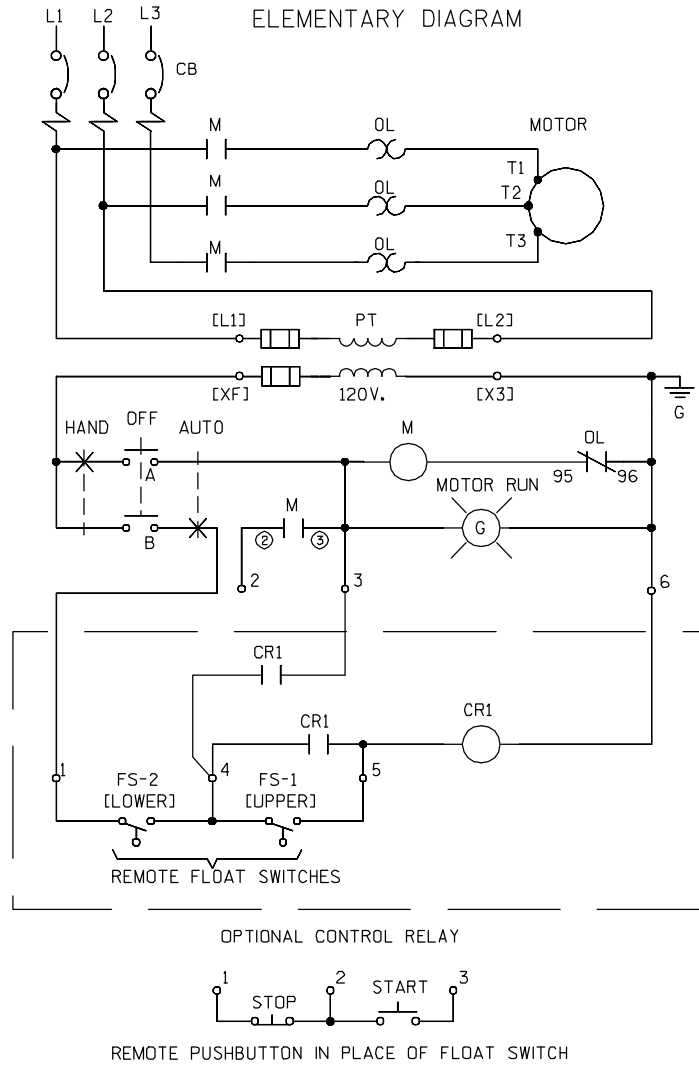 ELEMENTARY DIAGRAM
L1 L2 L3
CB
M OL MOTOR
T1
M OL T2
M OL T3
[L1] PT [L2]
[XF] 120V. [X3]
G
HAND OFF AUTO
A
M OL
95 96
MOTOR RUN
B
M
2 3
G
2 3 6
CR1
CR1 CR1
1 4 5
FS-2 FS-1
[LOWER] [UPPER]
REMOTE FLOAT SWITCHES
OPTIONAL CONTROL RELAY
1 2 3
STOP START
REMOTE PUSHBUTTON IN PLACE OF FLOAT SWITCH